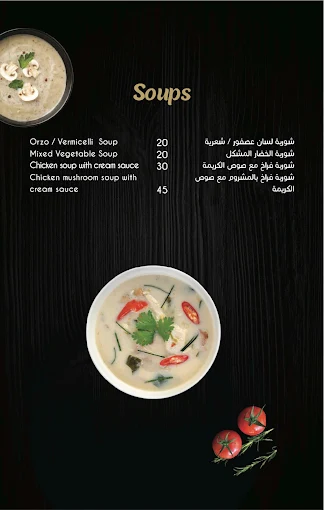 Soups
Orzo / Vermicelli Soup 20 شوربة لسان عصفور / شعرية
Mixed Vegetable Soup 20 شوربة الخضار المشكل
Chicken soup with cream sauce 30 شوربة فراخ مع صوص الكريمة
Chicken mushroom soup with شوربة فراخ بالمشروم مع صوص
cream sauce 45 الكريمة